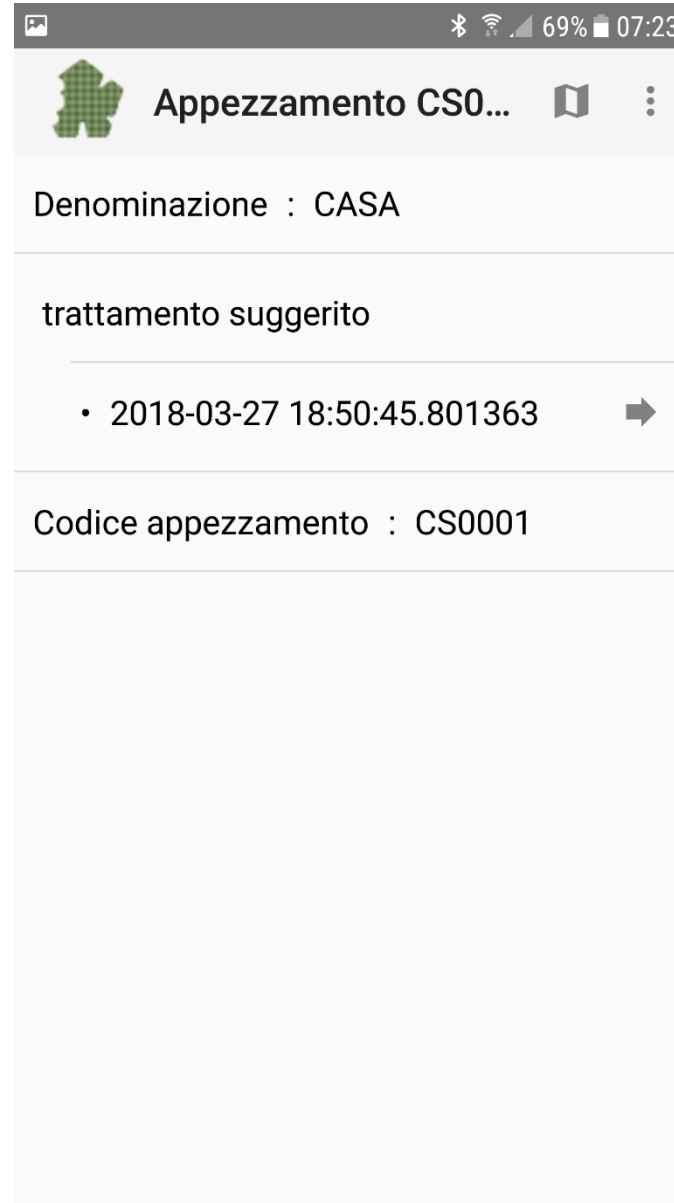 69% 07:23
Appezzamento CS0...
Denominazione : CASA
trattamento suggerito
• 2018-03-27 18:50:45.801363
Codice appezzamento : CS0001